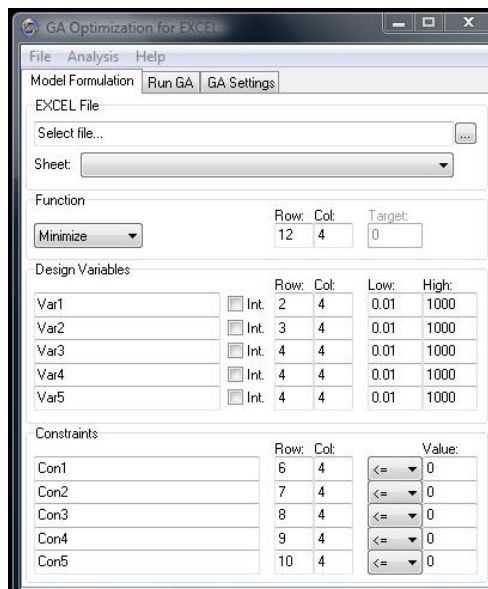 GA Optimization for EXCEL
File Analysis Help
Model Formulation Run GA GA Settings
EXCEL File
Select file... ...
Sheet:
Function
Row: Col: Target:
Minimize 12 4 0
Design Variables
Row: Col: Low: High:
Var1 Int. 2 4 0.01 1000
Var2 Int. 3 4 0.01 1000
Var3 Int. 4 4 0.01 1000
Var4 Int. 4 4 0.01 1000
Var5 Int. 4 4 0.01 1000
Constraints
Row: Col: Value:
Con1 6 4 <= 0
Con2 7 4 <= 0
Con3 8 4 <= 0
Con4 9 4 <= 0
Con5 10 4 <= 0